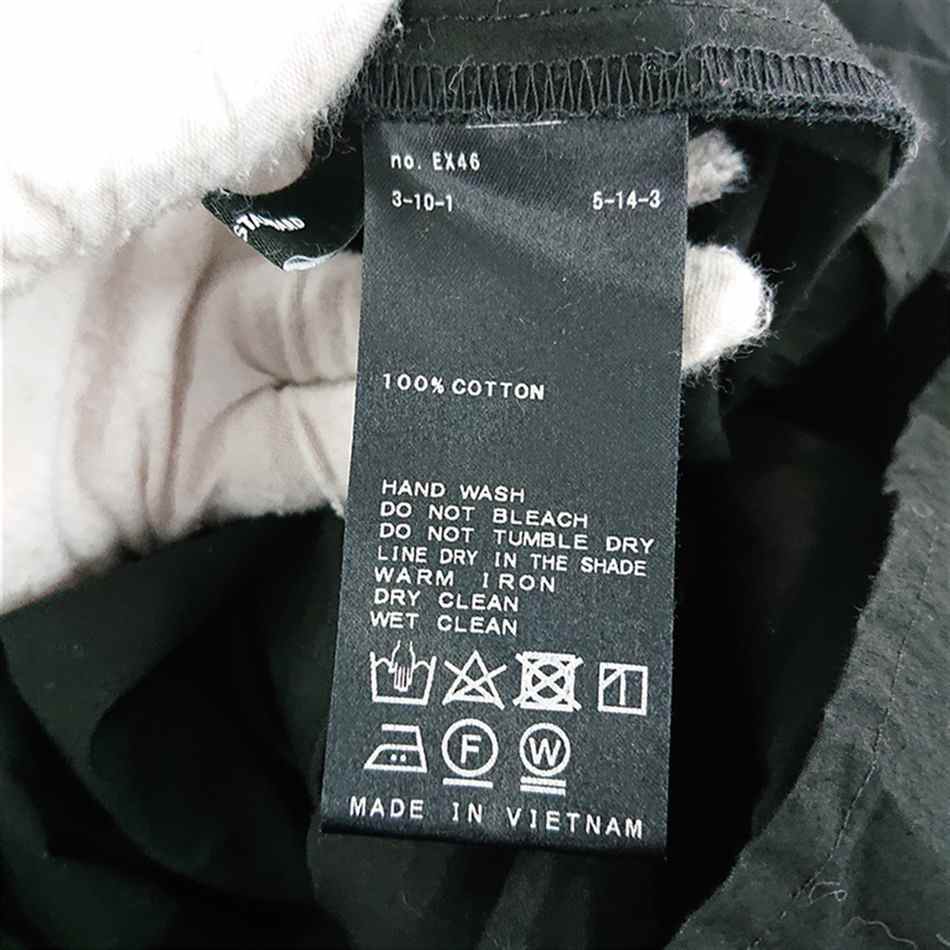 no. EX46
3-10-1 5-14-3
100% COTTON
HAND WASH
DO NOT BLEACH
DO NOT TUMBLE DRY
LINE DRY IN THE SHADE
WARM IRON
DRY CLEAN
WET CLEAN
F W
MADE IN VIETNAM